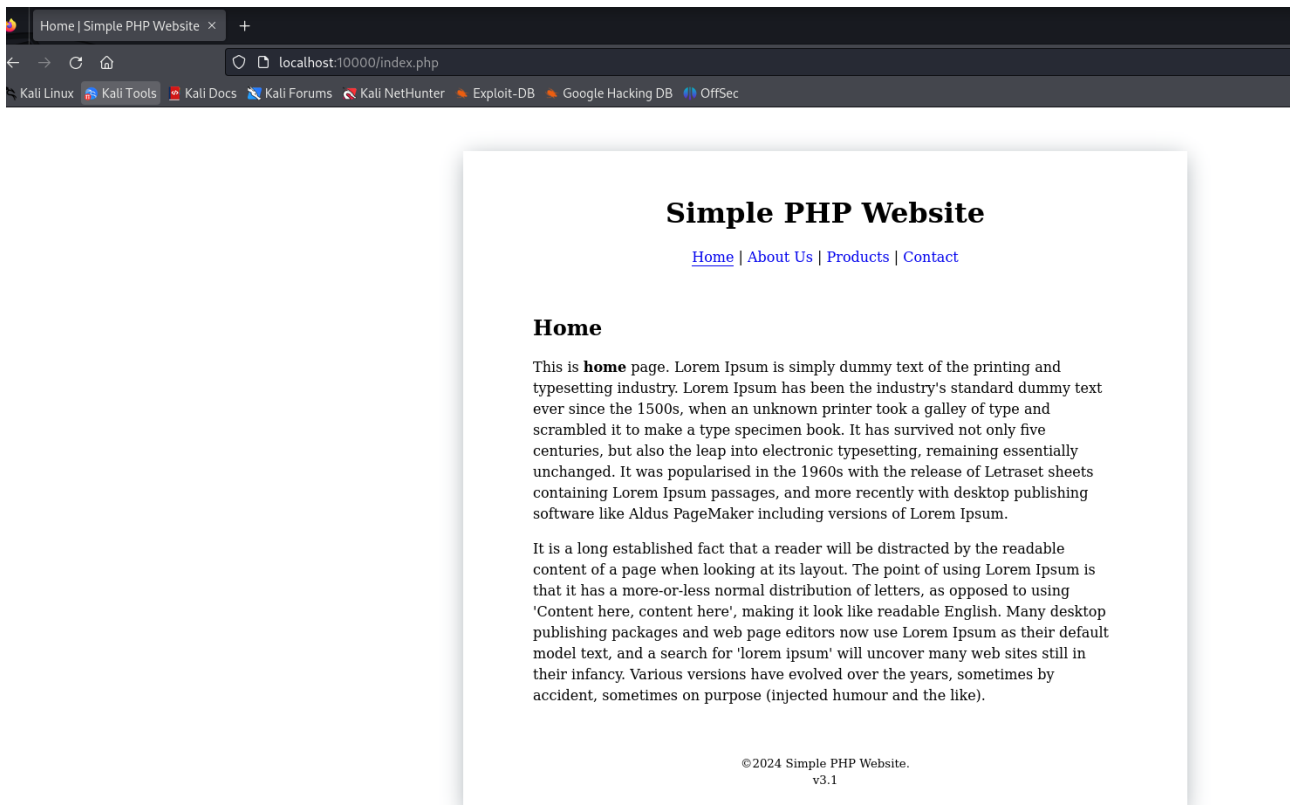 Home | Simple PHP Website
localhost:10000/index.php
Kali Linux Kali Tools Kali Docs Kali Forums Kali NetHunter Exploit-DB Google Hacking DB OffSec
Simple PHP Website
Home | About Us | Products | Contact
Home
This is home page. Lorem Ipsum is simply dummy text of the printing and
typesetting industry. Lorem Ipsum has been the industry's standard dummy text
ever since the 1500s, when an unknown printer took a galley of type and
scrambled it to make a type specimen book. It has survived not only five
centuries, but also the leap into electronic typesetting, remaining essentially
unchanged. It was popularised in the 1960s with the release of Letraset sheets
containing Lorem Ipsum passages, and more recently with desktop publishing
software like Aldus PageMaker including versions of Lorem Ipsum.
It is a long established fact that a reader will be distracted by the readable
content of a page when looking at its layout. The point of using Lorem Ipsum is
that it has a more-or-less normal distribution of letters, as opposed to using
'Content here, content here', making it look like readable English. Many desktop
publishing packages and web page editors now use Lorem Ipsum as their default
model text, and a search for 'lorem ipsum' will uncover many web sites still in
their infancy. Various versions have evolved over the years, sometimes by
accident, sometimes on purpose (injected humour and the like).
©2024 Simple PHP Website.
v3.1